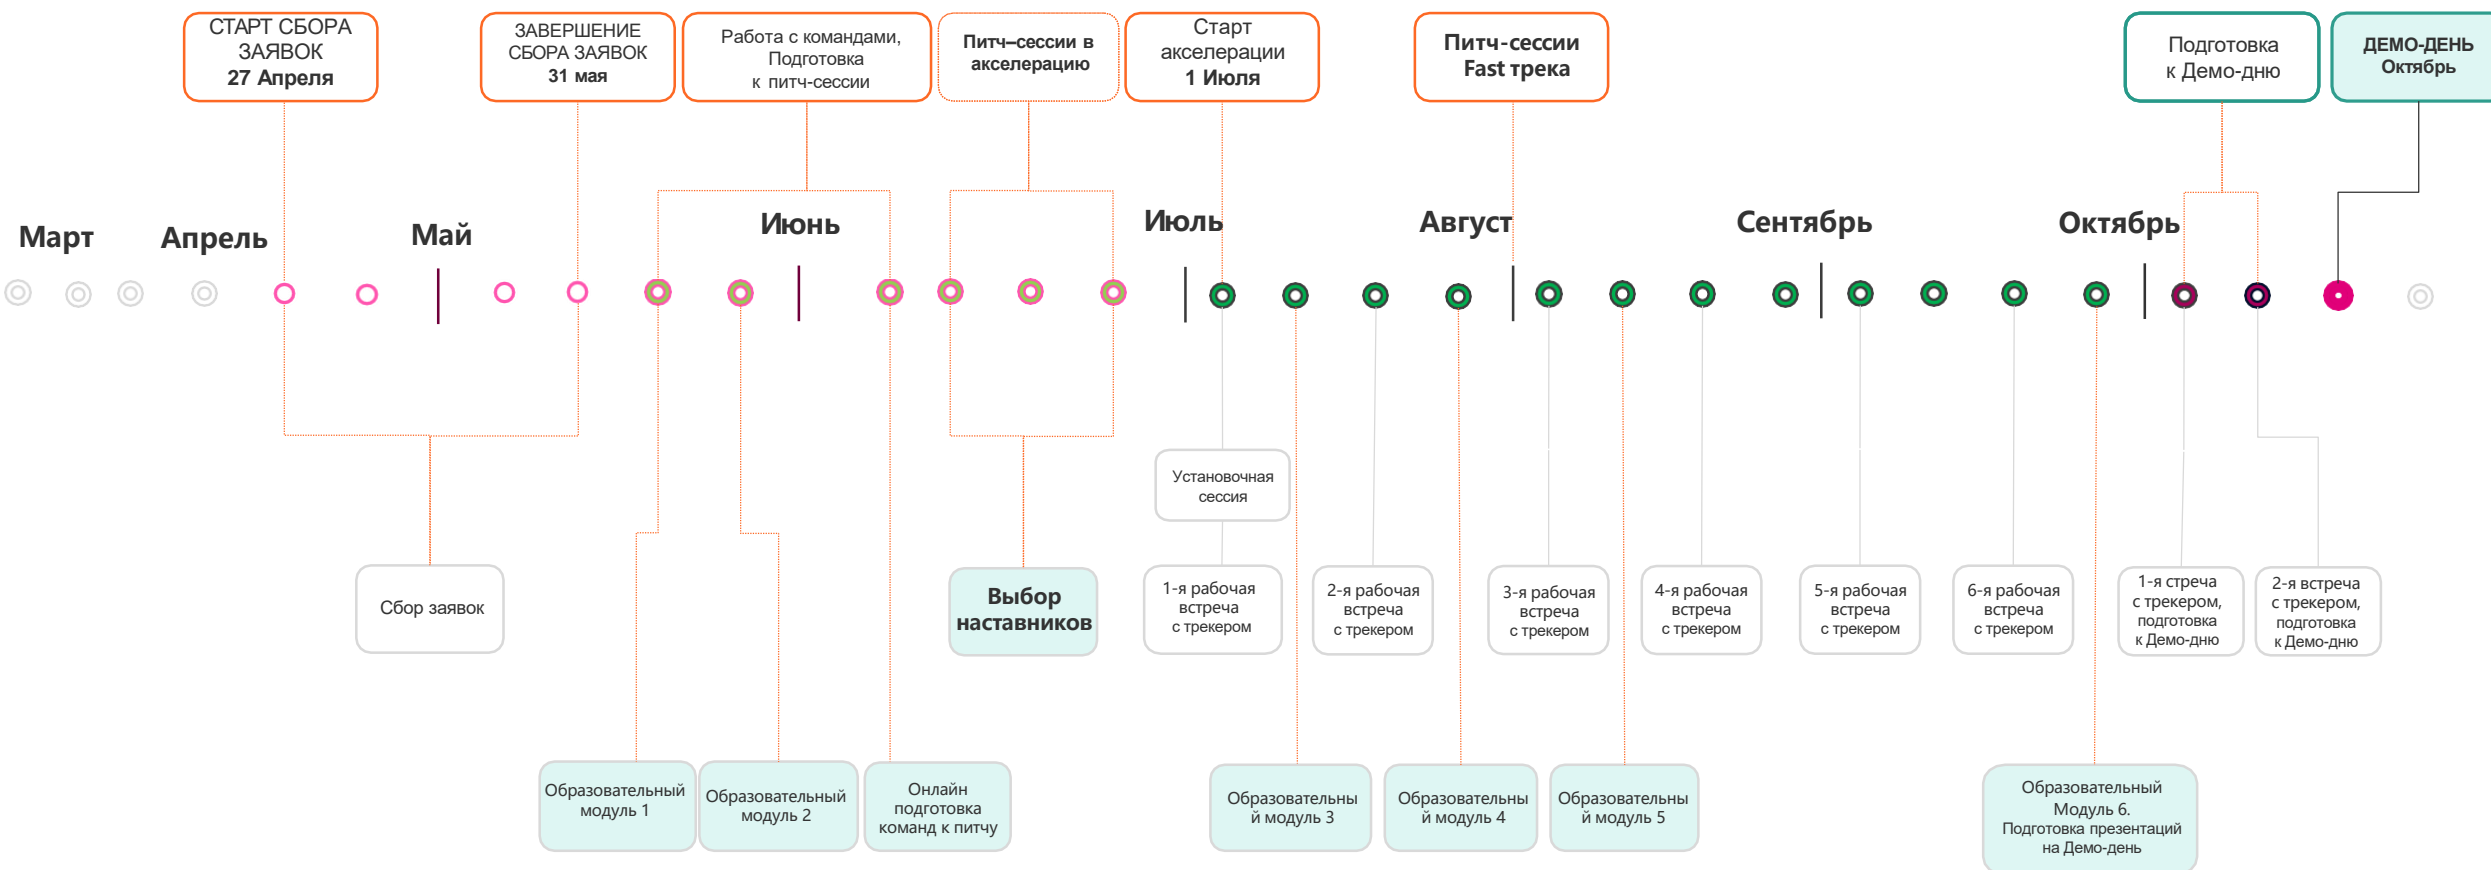 СТАРТ СБОРА
ЗАЯВОК
27 Апреля
ЗАВЕРШЕНИЕ
СБОРА ЗАЯВОК
31 мая
Работа с командами,
Подготовка
к питч-сессии
Питч–сессии в
акселерацию
Старт
акселерации
1 Июля
Питч-сессии
Fast трека
Подготовка
к Демо-дню
ДЕМО-ДЕНЬ
Октябрь
Март
Апрель
Май
Июнь
Июль
Август
Сентябрь
Октябрь
Установочная
сессия
Сбор заявок
Выбор
наставников
1-я рабочая
встреча
с трекером
2-я рабочая
встреча
с трекером
3-я рабочая
встреча
с трекером
4-я рабочая
встреча
с трекером
5-я рабочая
встреча
с трекером
6-я рабочая
встреча
с трекером
1-я стреча
с трекером,
подготовка
к Демо-дню
2-я встреча
с трекером,
подготовка
к Демо-дню
Образовательный
модуль 1
Образовательный
модуль 2
Онлайн
подготовка
команд к питчу
Образовательны
й модуль 3
Образовательны
й модуль 4
Образовательны
й модуль 5
Образовательный
Модуль 6.
Подготовка презентаций
на Демо-день